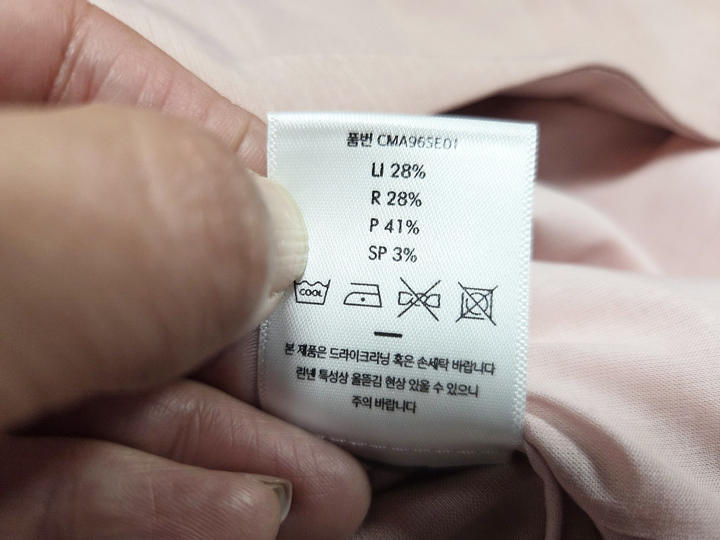 품번 CMA96SE01
LI 28%
R 28%
P 41%
SP 3%
COOL
본 제품은 드라이크리닝 혹은 손세탁 바랍니다
린넨 특성상 올뜯김 현상 있을 수 있으니
주의 바랍니다